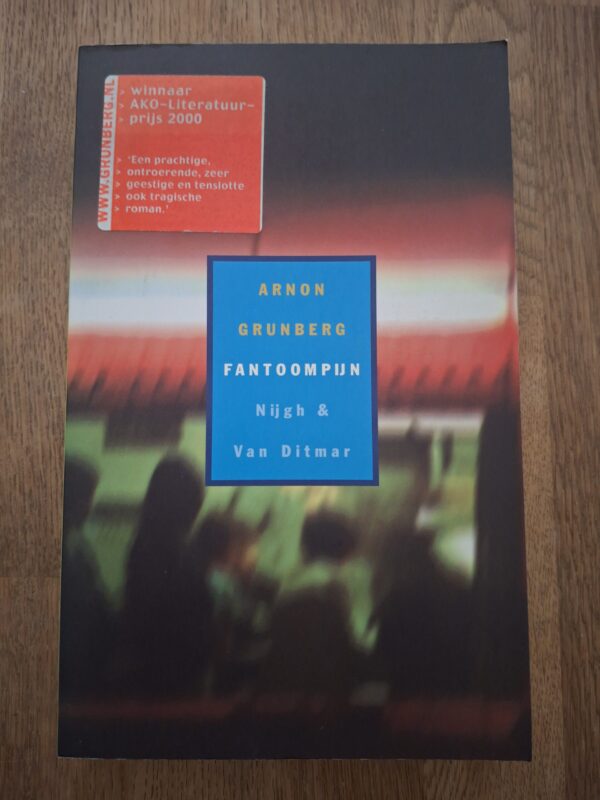 WWW.GRUNBERG.NL
> winnaar
> AKO-Literatuur-
> prijs 2000
> 'Een prachtige,
> ontroerende, zeer
> geestige en tenslotte
> ook tragische
> roman.'
ARNON
GRUNBERG
FANTOOMPIJN
Nijgh &
Van Ditmar